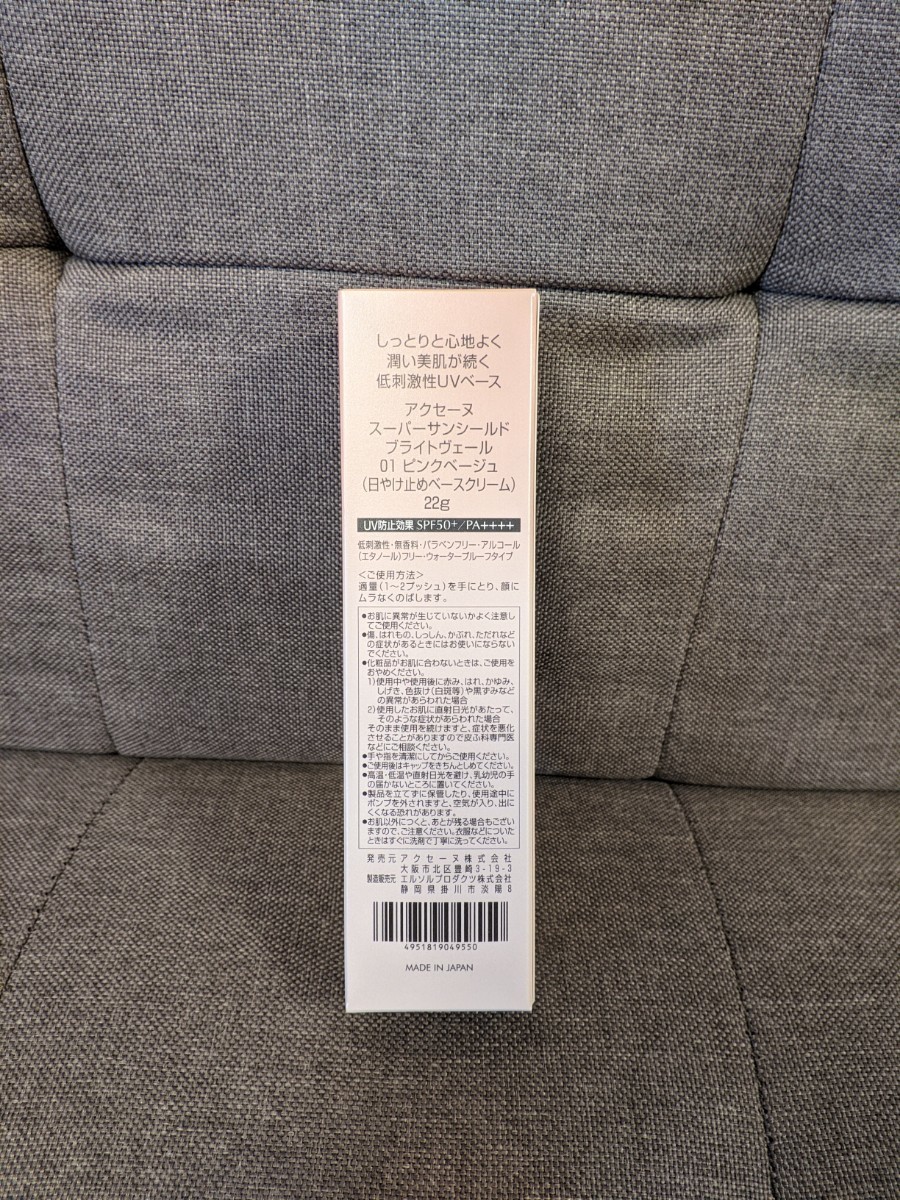 しっとりと心地よく
潤い美肌が続く
低刺激性UVベース
アクセーヌ
スーパーサンシールド
ブライトヴェール
01 ピンクベージュ
(日やけ止めベースクリーム)
22g
UV防止効果 SPF50+/PA++++
低刺激性・無香料・パラベンフリー・アルコール
(エタノール)フリー・ウォータープルーフタイプ
<ご使用方法>
適量(1〜2プッシュ)を手にとり、顔に
ムラなくのばします。
●お肌に異常が生じていないかよく注意し
てご使用ください。
●傷、はれもの、しっしん、かぶれ、ただれなど
の症状があるときにはお使いにならない
でください。
●化粧品がお肌に合わないときは、ご使用を
おやめください。
1)使用中や使用後に赤み、はれ、かゆみ、
しげき、色抜け(白斑等)や黒ずみなど
の異常があらわれた場合
2)使用したお肌に直射日光があたって、
そのような症状があらわれた場合
そのまま使用を続けますと、症状を悪化
させることがありますので皮ふ科専門医
などにご相談ください。
●手や指を清潔にしてからご使用ください。
●ご使用後はキャップをきちんとしめてください。
●高温・低温や直射日光を避け、乳幼児の手
の届かないところに置いてください。
●製品を立てずに保管したり、使用途中に
ポンプを外されますと、空気が入り、出に
くくなる恐れがあります。
●お肌以外につくと、あとが残る場合もござい
ますので、ご注意ください。衣服などについた
ときはすぐに洗剤で丁寧に洗ってください。
発売元 アクセーヌ株式会社
大阪市北区豊崎3-19-3
製造販売元 エルソルプロダクツ株式会社
静岡県掛川市淡陽8
4951819049550
MADE IN JAPAN